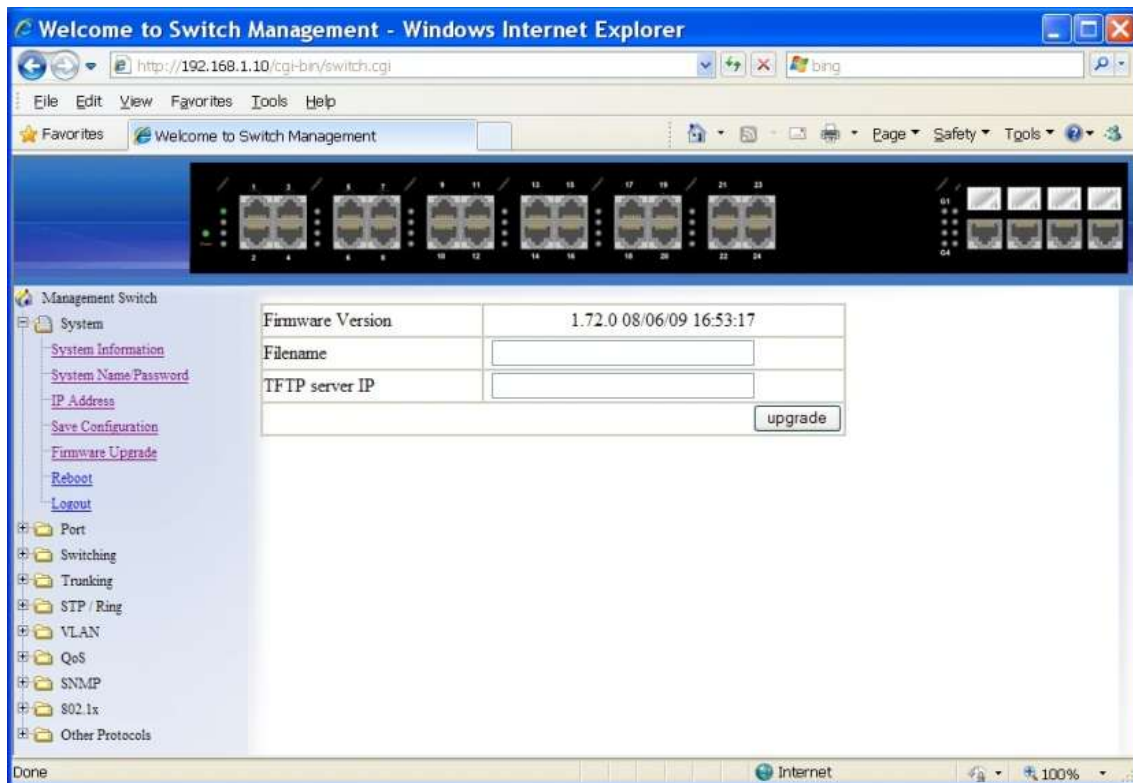 Welcome to Switch Management - Windows Internet Explorer
http://192.168.1.10/cgi-bin/switch.cgi
bing
File Edit View Favorites Tools Help
Favorites
Welcome to Switch Management
Page Safety Tools
1 3 5 7 9 11 13 15 17 19 21 23
G1
2 4 6 8 10 12 14 16 18 20 22 24
G4
Management Switch
System
System Information
System Name/Password
IP Address
Save Configuration
Firmware Upgrade
Reboot
Logout
Port
Switching
Trunking
STP / Ring
VLAN
QoS
SNMP
802.1x
Other Protocols
Firmware Version 1.72.0 08/06/09 16:53:17
Filename
TFTP server IP
upgrade
Done
Internet
100%